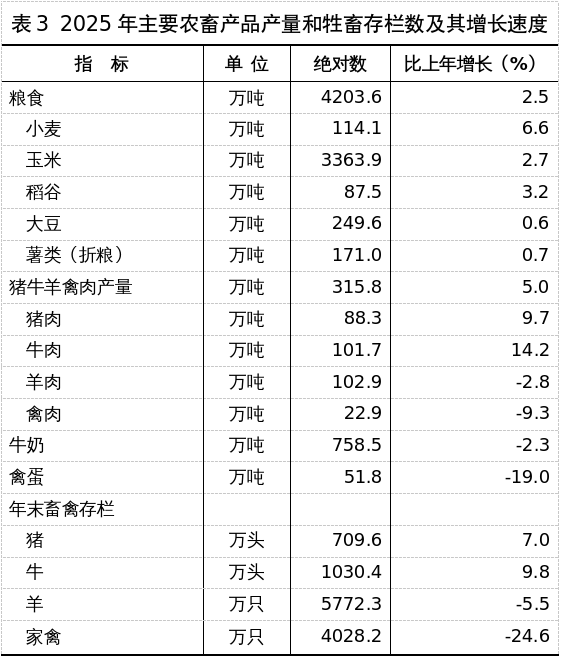 表 3 2025 年主要农畜产品产量和牲畜存栏数及其增长速度
指 标 单 位 绝对数 比上年增长（%）
粮食 万吨 4203.6 2.5
小麦 万吨 114.1 6.6
玉米 万吨 3363.9 2.7
稻谷 万吨 87.5 3.2
大豆 万吨 249.6 0.6
薯类（折粮） 万吨 171.0 0.7
猪牛羊禽肉产量 万吨 315.8 5.0
猪肉 万吨 88.3 9.7
牛肉 万吨 101.7 14.2
羊肉 万吨 102.9 -2.8
禽肉 万吨 22.9 -9.3
牛奶 万吨 758.5 -2.3
禽蛋 万吨 51.8 -19.0
年末畜禽存栏
猪 万头 709.6 7.0
牛 万头 1030.4 9.8
羊 万只 5772.3 -5.5
家禽 万只 4028.2 -24.6